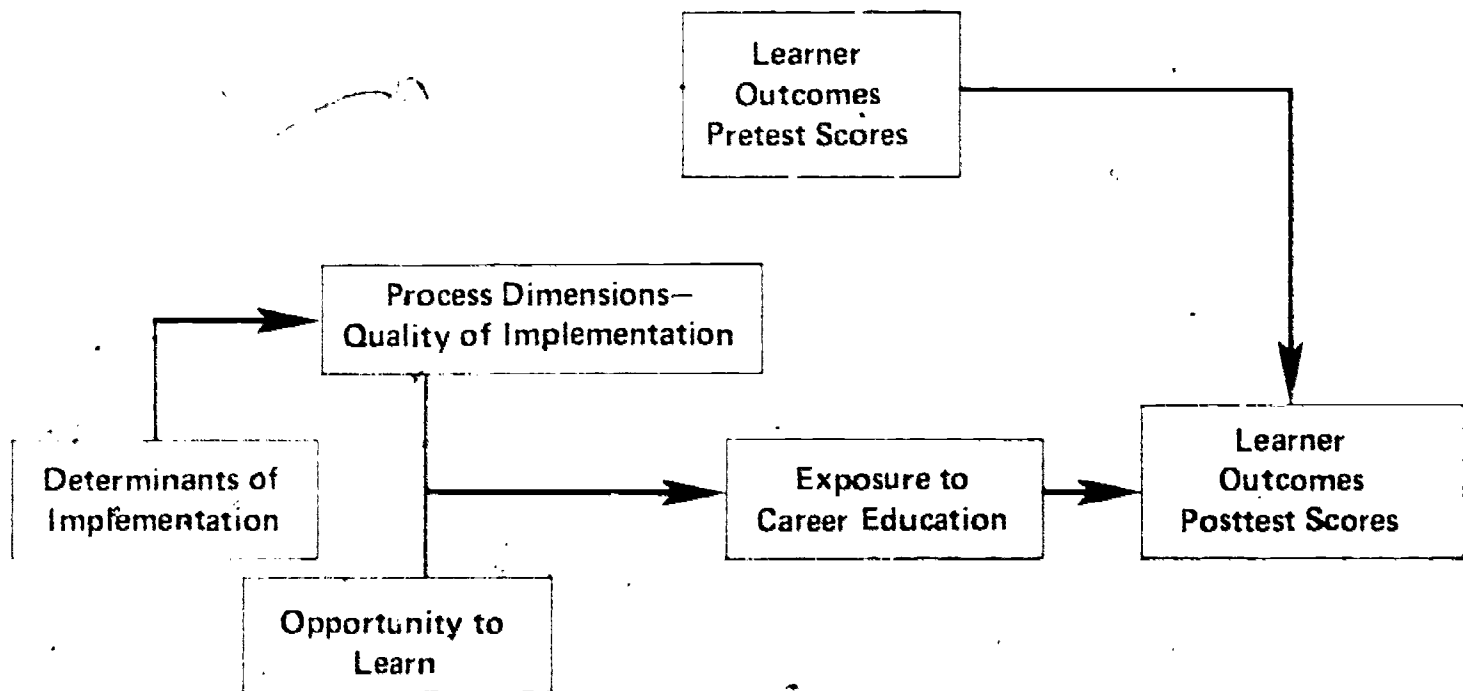 Learner
Outcomes
Pretest Scores
Process Dimensions—
Quality of Implementation
Determinants of
Implementation
Exposure to
Career Education
Learner
Outcomes
Posttest Scores
Opportunity to
Learn